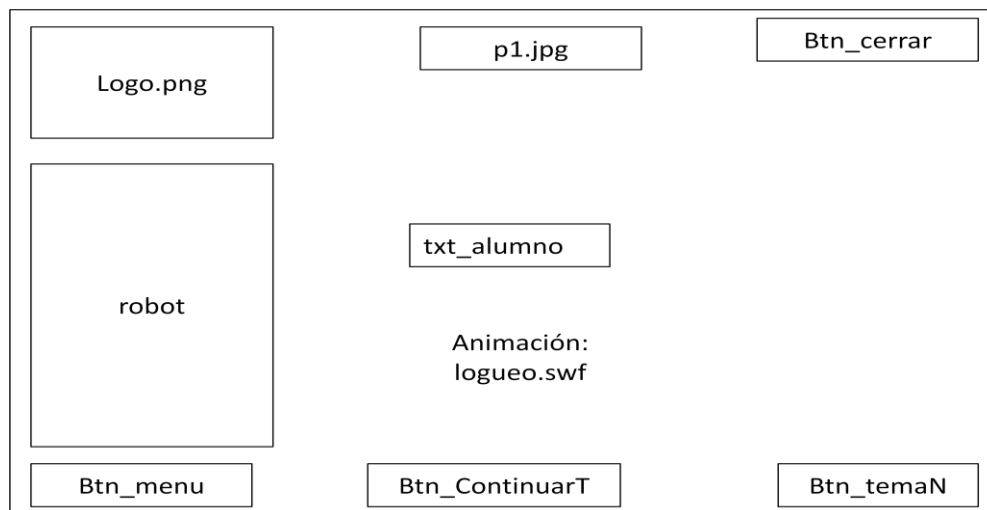 Logo.png
p1.jpg
Btn_cerrar
robot
txt_alumno
Animación:
logueo.swf
Btn_menu
Btn_ContinuarT
Btn_temaN